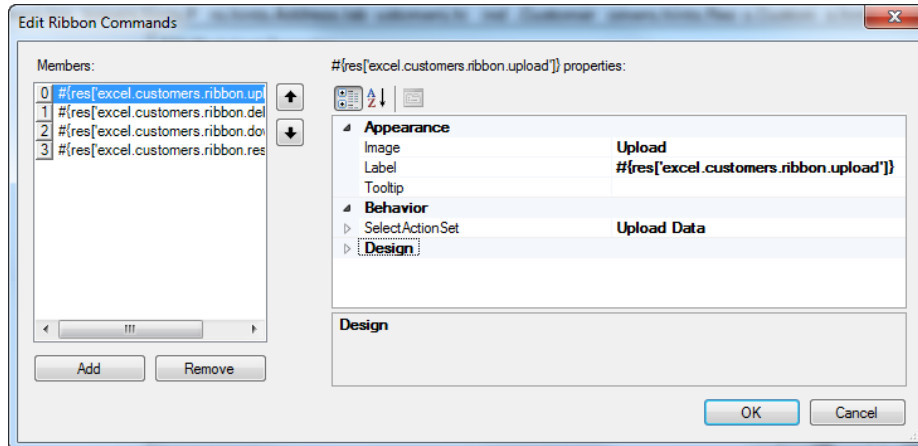 Edit Ribbon Commands
Members:
0 #{res['excel.customers.ribbon.upl
1 #{res['excel.customers.ribbon.del
2 #{res['excel.customers.ribbon.dov
3 #{res['excel.customers.ribbon.res
Add
Remove
#{res['excel.customers.ribbon.upload']} properties:
Appearance
Image Upload
Label #{res['excel.customers.ribbon.upload']}
Tooltip
Behavior
SelectActionSet Upload Data
Design
Design
OK
Cancel